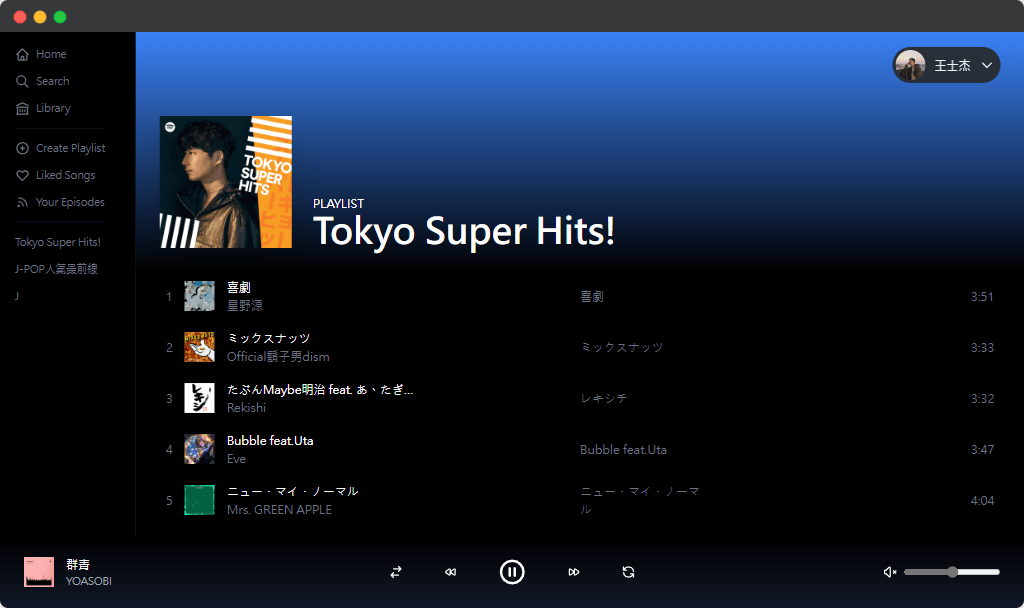 Home
Search
Library
Create Playlist
Liked Songs
Your Episodes
Tokyo Super Hits!
J-POP人氣最前線
J
王士杰
TOKYO
SUPER
HITS
PLAYLIST
Tokyo Super Hits!
1
喜劇
星野源
喜劇
3:51
2
ミックスナッツ
Official鬍子男dism
ミックスナッツ
3:33
3
たぶんMaybe明治 feat. あ、たぎ...
Rekishi
レキシチ
3:32
4
Bubble feat.Uta
Eve
Bubble feat.Uta
3:47
5
ニュー・マイ・ノーマル
Mrs. GREEN APPLE
ニュー・マイ・ノーマ
ル
4:04
群青
YOASOBI